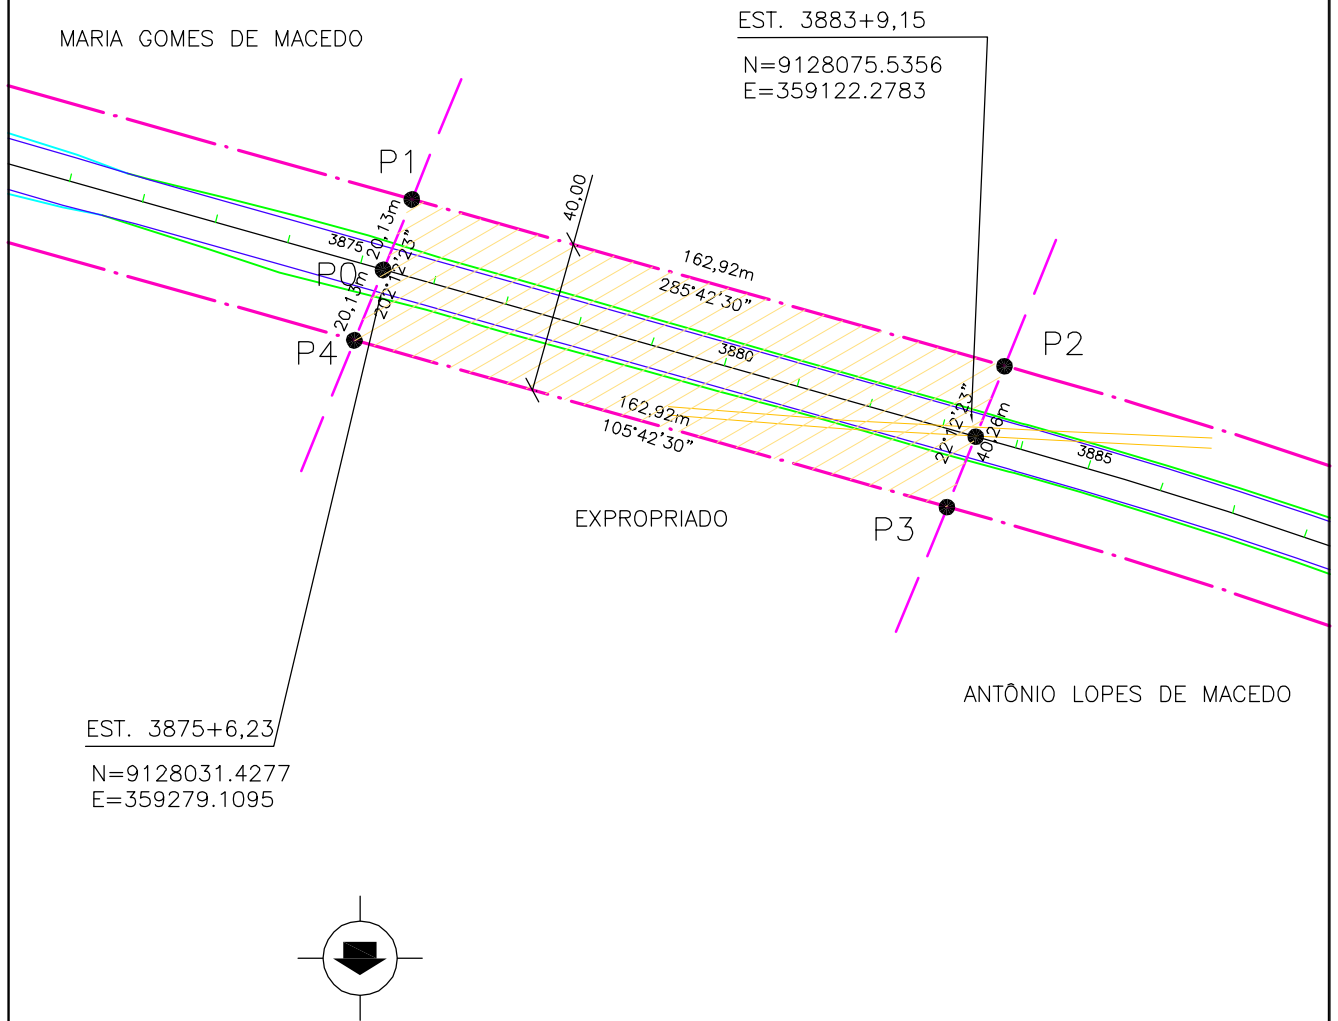 EST. 3883+9,15
MARIA GOMES DE MACEDO
N=9128075.5356
E=359122.2783
P1
40,00
20,13m
3875
202°12'23"
P0
20,13m
P4
162,92m
285°42'30"
3880
P2
162,92m
105°42'30"
22°12'23"
40,26m
3885
EXPROPRIADO
P3
ANTÔNIO LOPES DE MACEDO
EST. 3875+6,23
N=9128031.4277
E=359279.1095